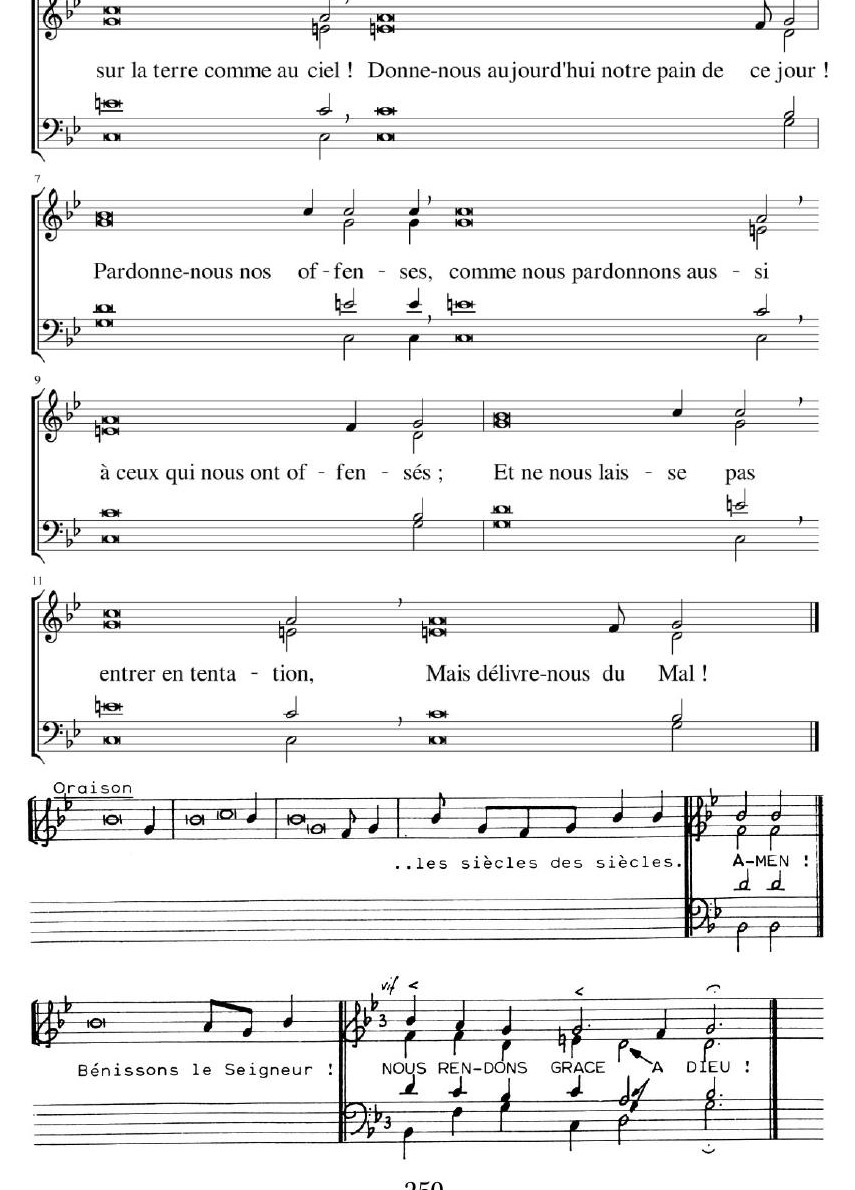 sur la terre comme au ciel ! Donne-nous aujourd'hui notre pain de ce jour !
7
Pardonne-nous nos of - fen - ses, comme nous pardonnons aus - si
9
à ceux qui nous ont of - fen - sés ; Et ne nous lais - se pas
11
entrer en tenta - tion, Mais délivre-nous du Mal !
Oraison
..les siècles des siècles. A-MEN !
vif
3
Bénissons le Seigneur ! NOUS REN-DONS GRACE A DIEU !
3
250